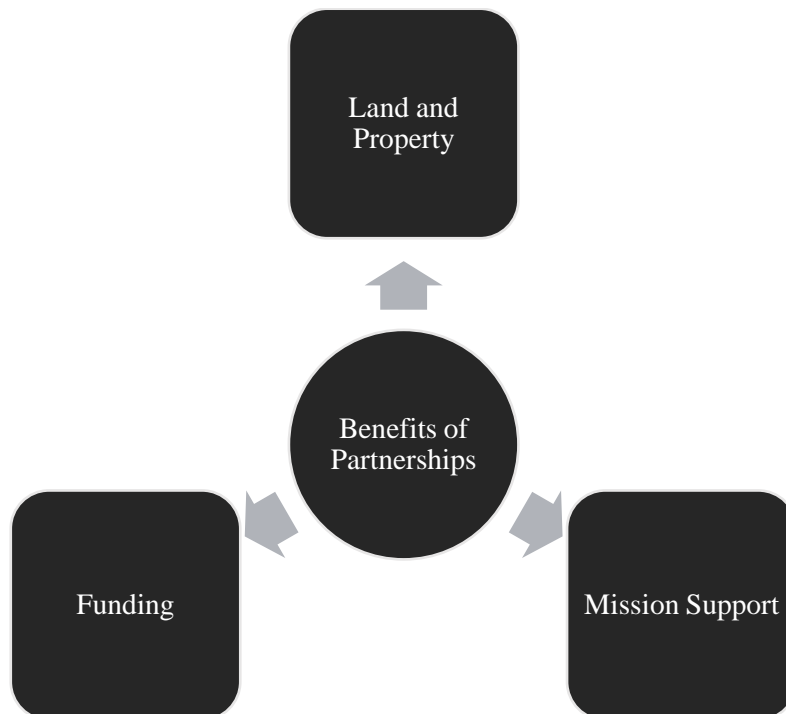 Land and
Property
Benefits of
Partnerships
Funding
Mission Support